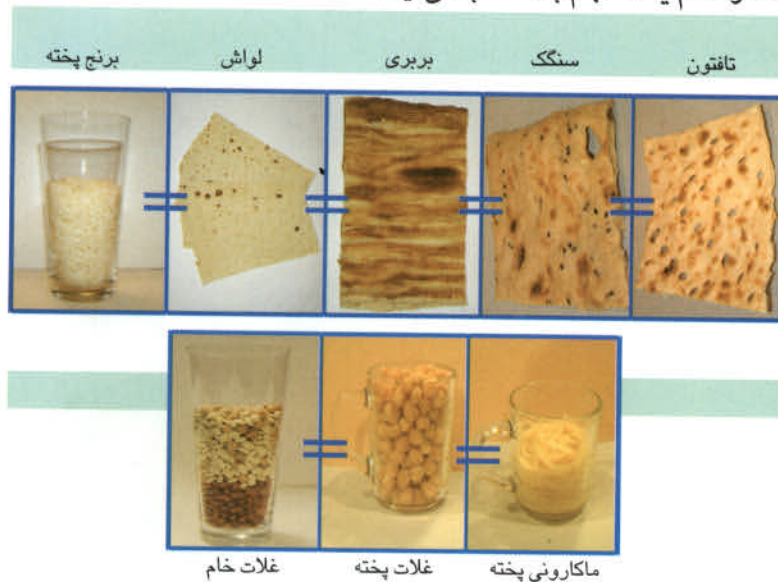 تافتون سنگک بربری لواش برنج پخته
ماکارونی پخته غلات پخته غلات خام